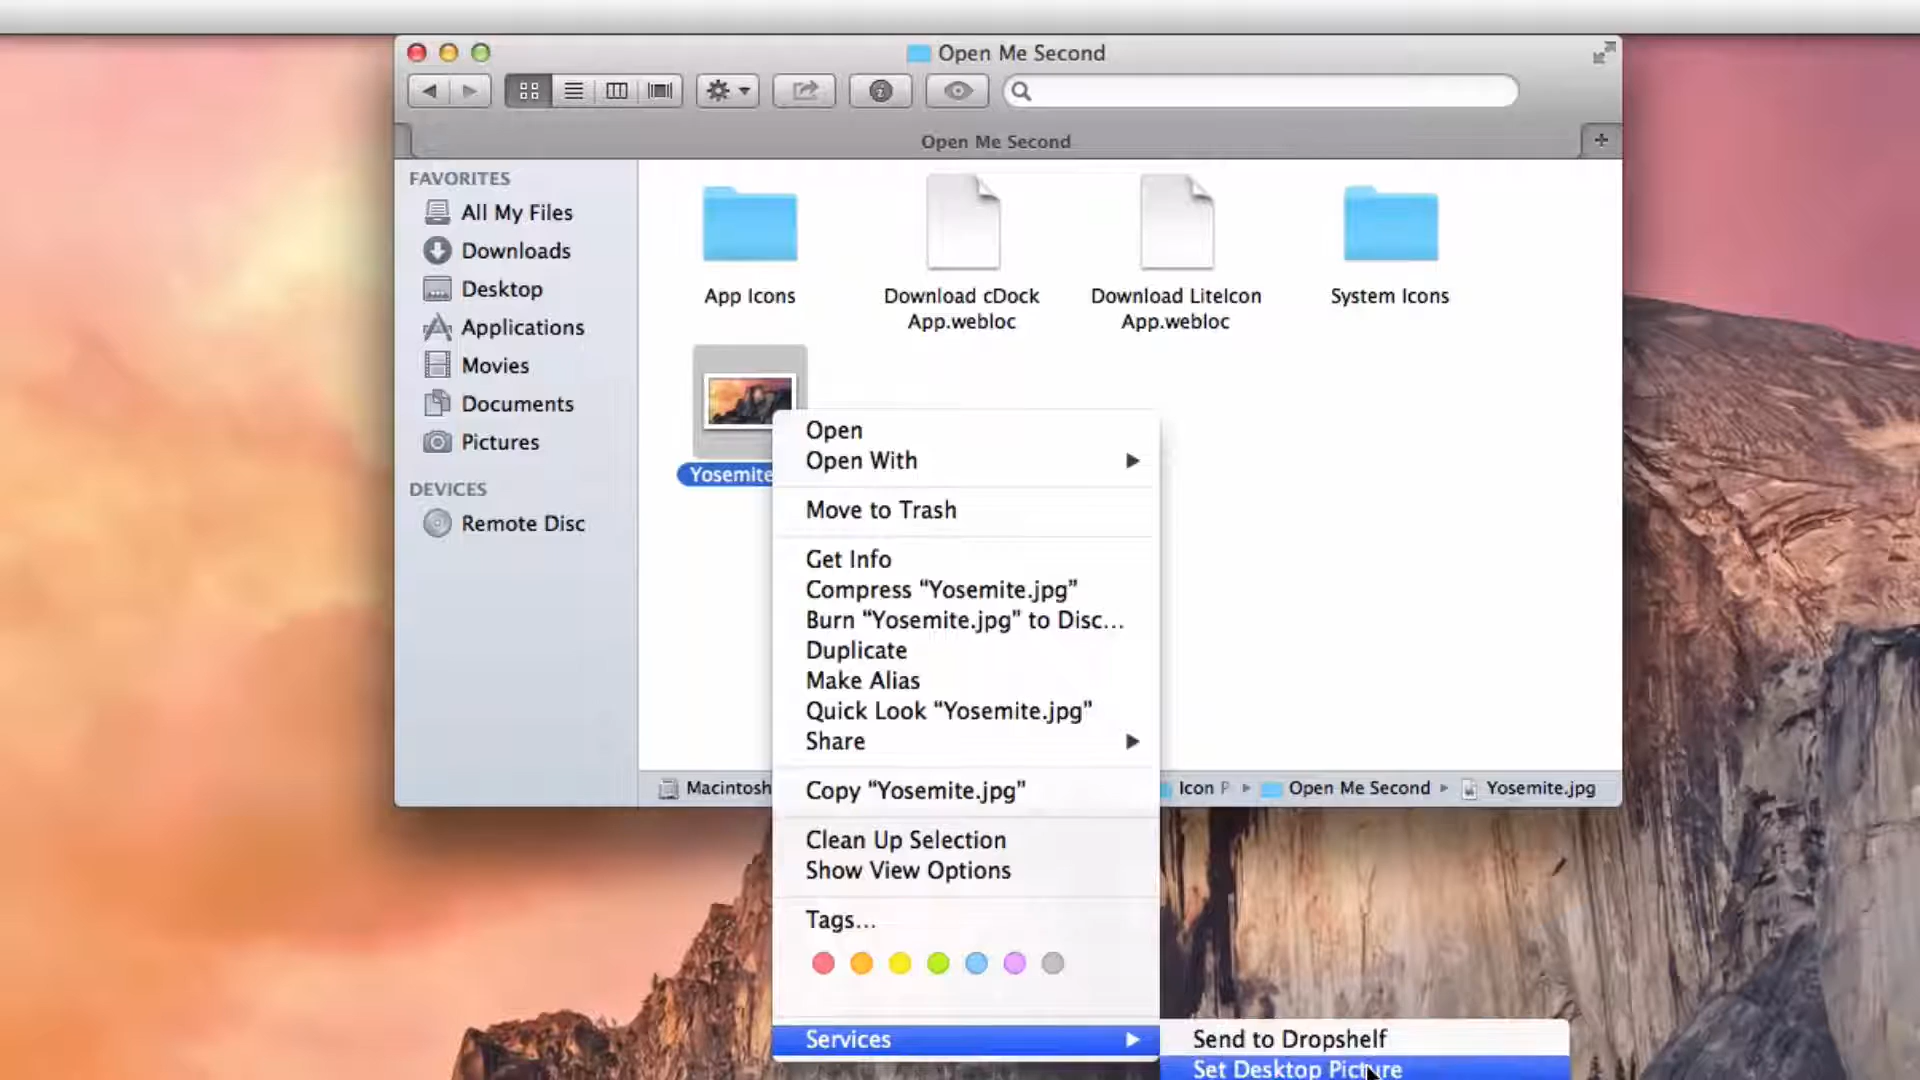 Open Me Second
Open Me Second
FAVORITES
All My Files
Downloads
Desktop
Applications
Movies
Documents
Pictures
DEVICES
Remote Disc
App Icons
Download cDock
App.webloc
Download LiteIcon
App.webloc
System Icons
Yosemite
Open
Open With
Move to Trash
Get Info
Compress “Yosemite.jpg”
Burn “Yosemite.jpg” to Disc...
Duplicate
Make Alias
Quick Look “Yosemite.jpg”
Share
Copy “Yosemite.jpg”
Clean Up Selection
Show View Options
Tags...
Services
Send to Dropshelf
Set Desktop Picture
Macintosh
Icon P
Open Me Second
Yosemite.jpg